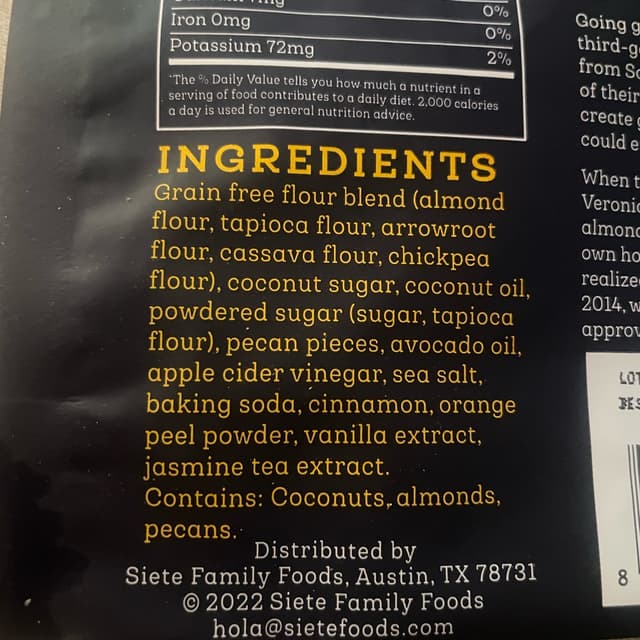 0%
Iron 0mg 0%
Potassium 72mg 2%
*The % Daily Value tells you how much a nutrient in a
serving of food contributes to a daily diet. 2,000 calories
a day is used for general nutrition advice.
INGREDIENTS
Grain free flour blend (almond
flour, tapioca flour, arrowroot
flour, cassava flour, chickpea
flour), coconut sugar, coconut oil,
powdered sugar (sugar, tapioca
flour), pecan pieces, avocado oil,
apple cider vinegar, sea salt,
baking soda, cinnamon, orange
peel powder, vanilla extract,
jasmine tea extract.
Contains: Coconuts, almonds,
pecans.
Distributed by
Siete Family Foods, Austin, TX 78731
© 2022 Siete Family Foods
hola@sietefoods.com
Going g
third-g
from S
of their
create
could e
When t
Veronic
almond
own ho
realize
2014, w
approv
LOT
BES
8